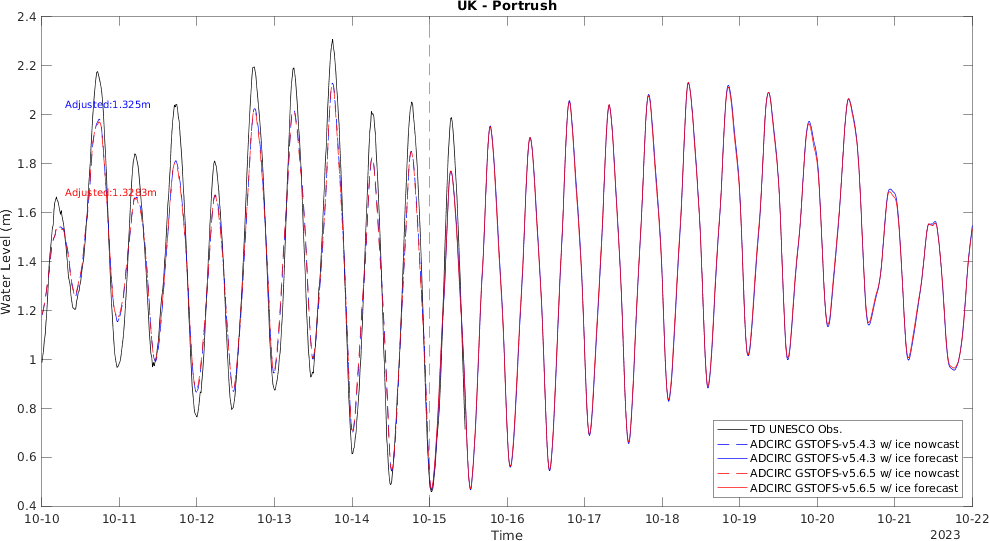 UK - Portrush
2.4
2.2
2
1.8
1.6
1.4
1.2
1
0.8
0.6
0.4
Water Level (m)
Adjusted:1.325m
Adjusted:1.3283m
TD UNESCO Obs.
ADCIRC GSTOFS-v5.4.3 w/ ice nowcast
ADCIRC GSTOFS-v5.4.3 w/ ice forecast
ADCIRC GSTOFS-v5.6.5 w/ ice nowcast
ADCIRC GSTOFS-v5.6.5 w/ ice forecast
10-10 10-11 10-12 10-13 10-14 10-15 10-16 10-17 10-18 10-19 10-20 10-21 10-22
Time
2023